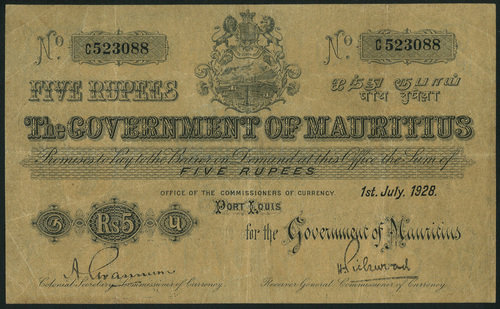 No. C523088 No. C523088
FIVE RUPEES ஐந்து ரூபாய்
पांच
The GOVERNMENT OF MAURITIUS
Promises to Pay to the Bearer on Demand at this Office the Sum of
FIVE RUPEES
OFFICE OF THE COMMISSIONERS OF CURRENCY 1st. July. 1928.
PORT LOUIS
Rs5 ५
for the Government of Mauritius
Colonial Secretary Commissioner of Currency. Receiver General Commissioner of Currency.